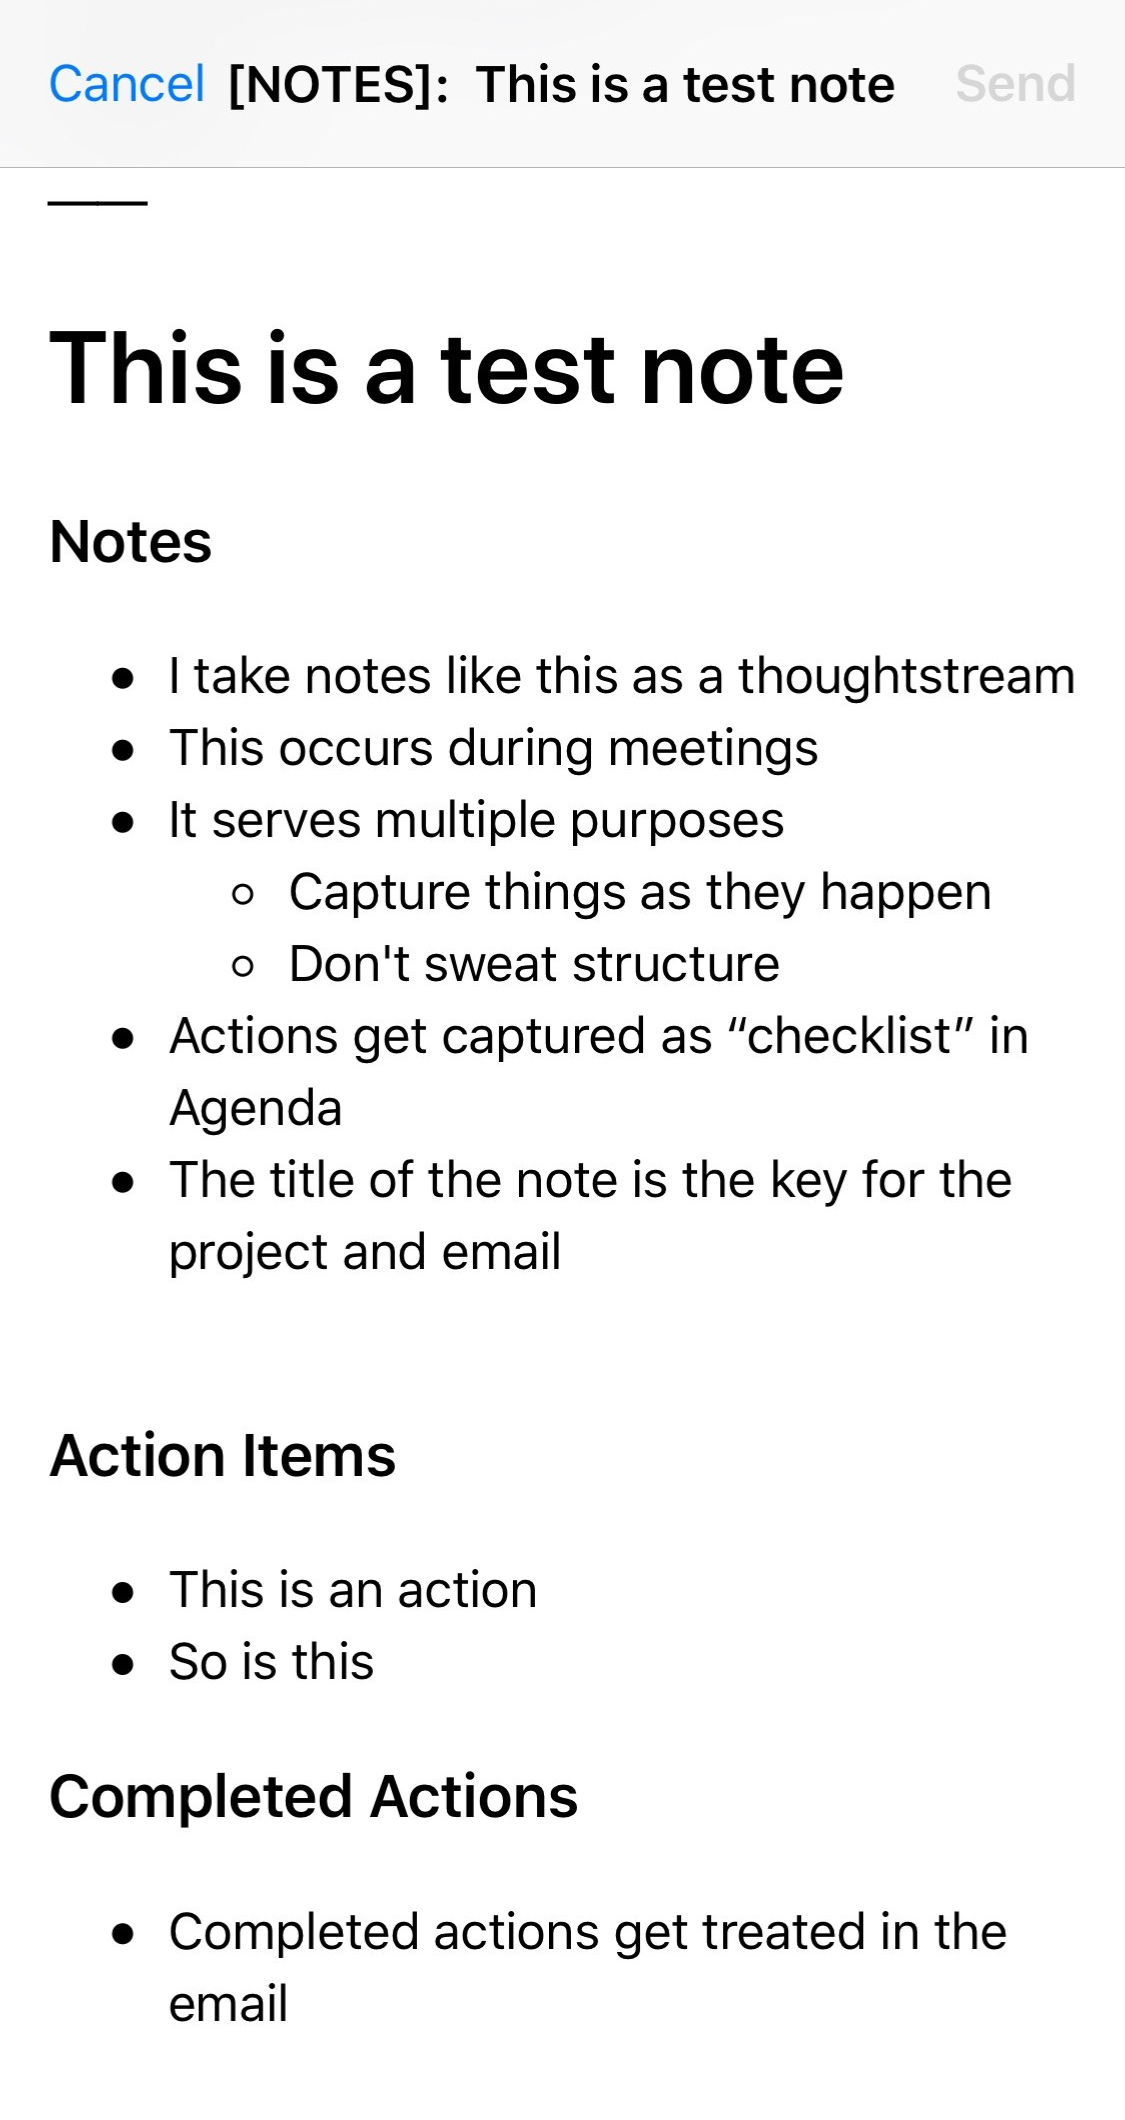 Cancel [NOTES]: This is a test note Send
This is a test note
Notes
● I take notes like this as a thoughtstream
● This occurs during meetings
● It serves multiple purposes
○ Capture things as they happen
○ Don't sweat structure
● Actions get captured as “checklist” in
Agenda
● The title of the note is the key for the
project and email
Action Items
● This is an action
● So is this
Completed Actions
● Completed actions get treated in the
email